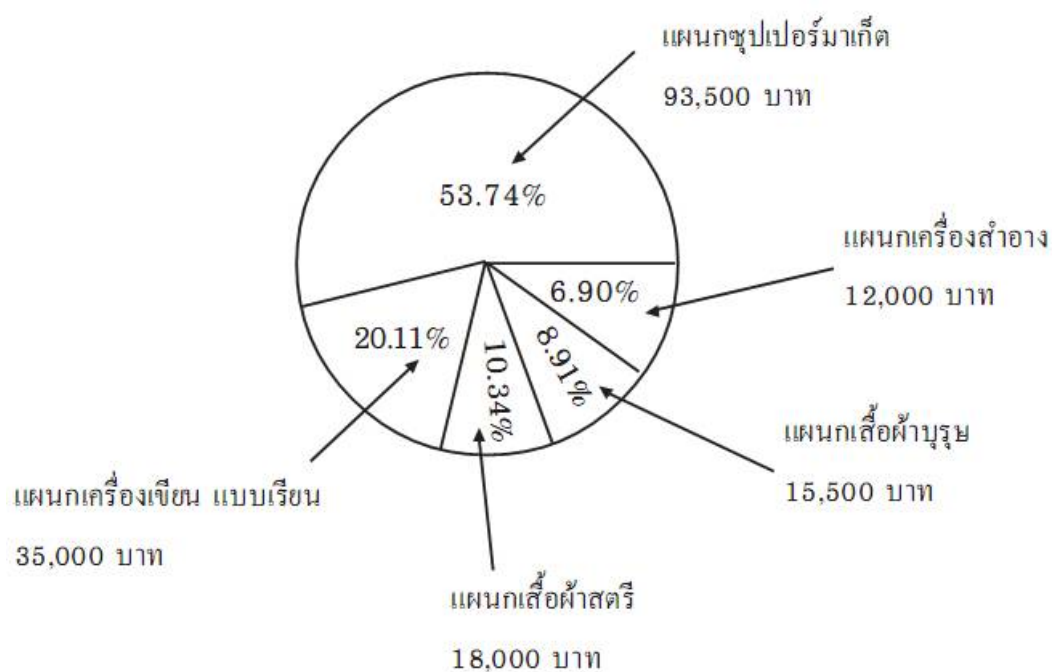 แผนกซุปเปอร์มาเก็ต
93,500 บาท
53.74%
แผนกเครื่องสำอาง
12,000 บาท
6.90%
8.91%
แผนกเสื้อผ้าบุรุษ
15,500 บาท
20.11%
10.34%
แผนกเครื่องเขียน แบบเรียน
35,000 บาท
แผนกเสื้อผ้าสตรี
18,000 บาท